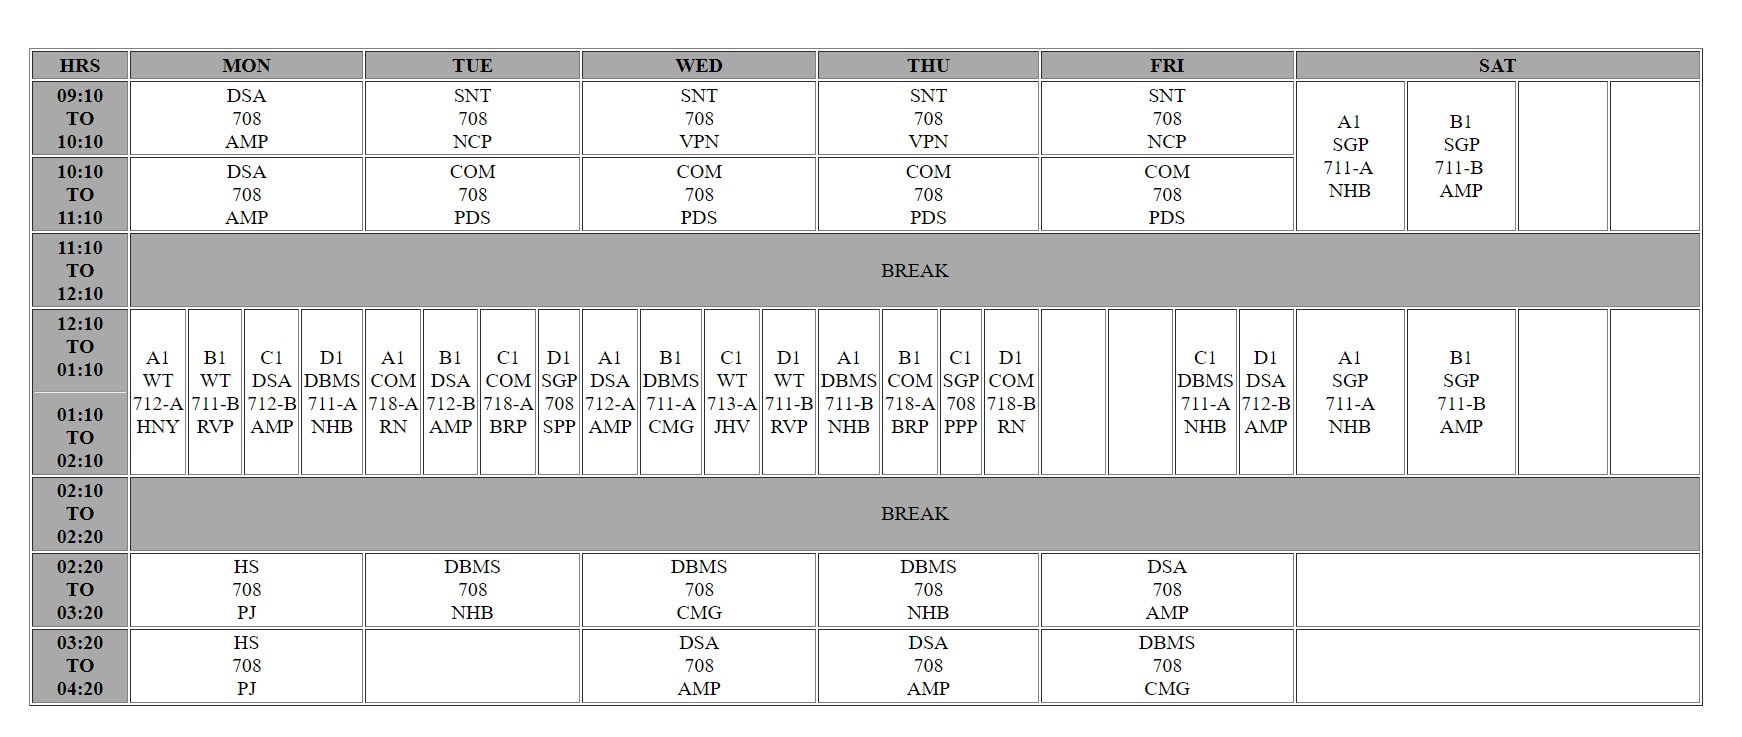 HRS MON TUE WED THU FRI SAT
09:10
TO
10:10
DSA
708
AMP
SNT
708
NCP
SNT
708
VPN
SNT
708
VPN
SNT
708
NCP
A1
SGP
711-A
NHB
B1
SGP
711-B
AMP
10:10
TO
11:10
DSA
708
AMP
COM
708
PDS
COM
708
PDS
COM
708
PDS
COM
708
PDS
11:10
TO
12:10
BREAK
12:10
TO
01:10
01:10
TO
02:10
A1
WT
712-A
HNY
B1
WT
711-B
RVP
C1
DSA
712-B
AMP
D1
DBMS
711-A
NHB
A1
COM
718-A
RN
B1
DSA
712-B
AMP
C1
COM
718-A
BRP
D1
SGP
708
SPP
A1
DSA
712-A
AMP
B1
DBMS
711-A
CMG
C1
WT
713-A
JHV
D1
WT
711-B
RVP
A1
DBMS
711-B
NHB
B1
COM
718-A
BRP
C1
SGP
708
PPP
D1
COM
718-B
RN
C1
DBMS
711-A
NHB
D1
DSA
712-B
AMP
A1
SGP
711-A
NHB
B1
SGP
711-B
AMP
02:10
TO
02:20
BREAK
02:20
TO
03:20
HS
708
PJ
DBMS
708
NHB
DBMS
708
CMG
DBMS
708
NHB
DSA
708
AMP
03:20
TO
04:20
HS
708
PJ
DSA
708
AMP
DSA
708
AMP
DBMS
708
CMG